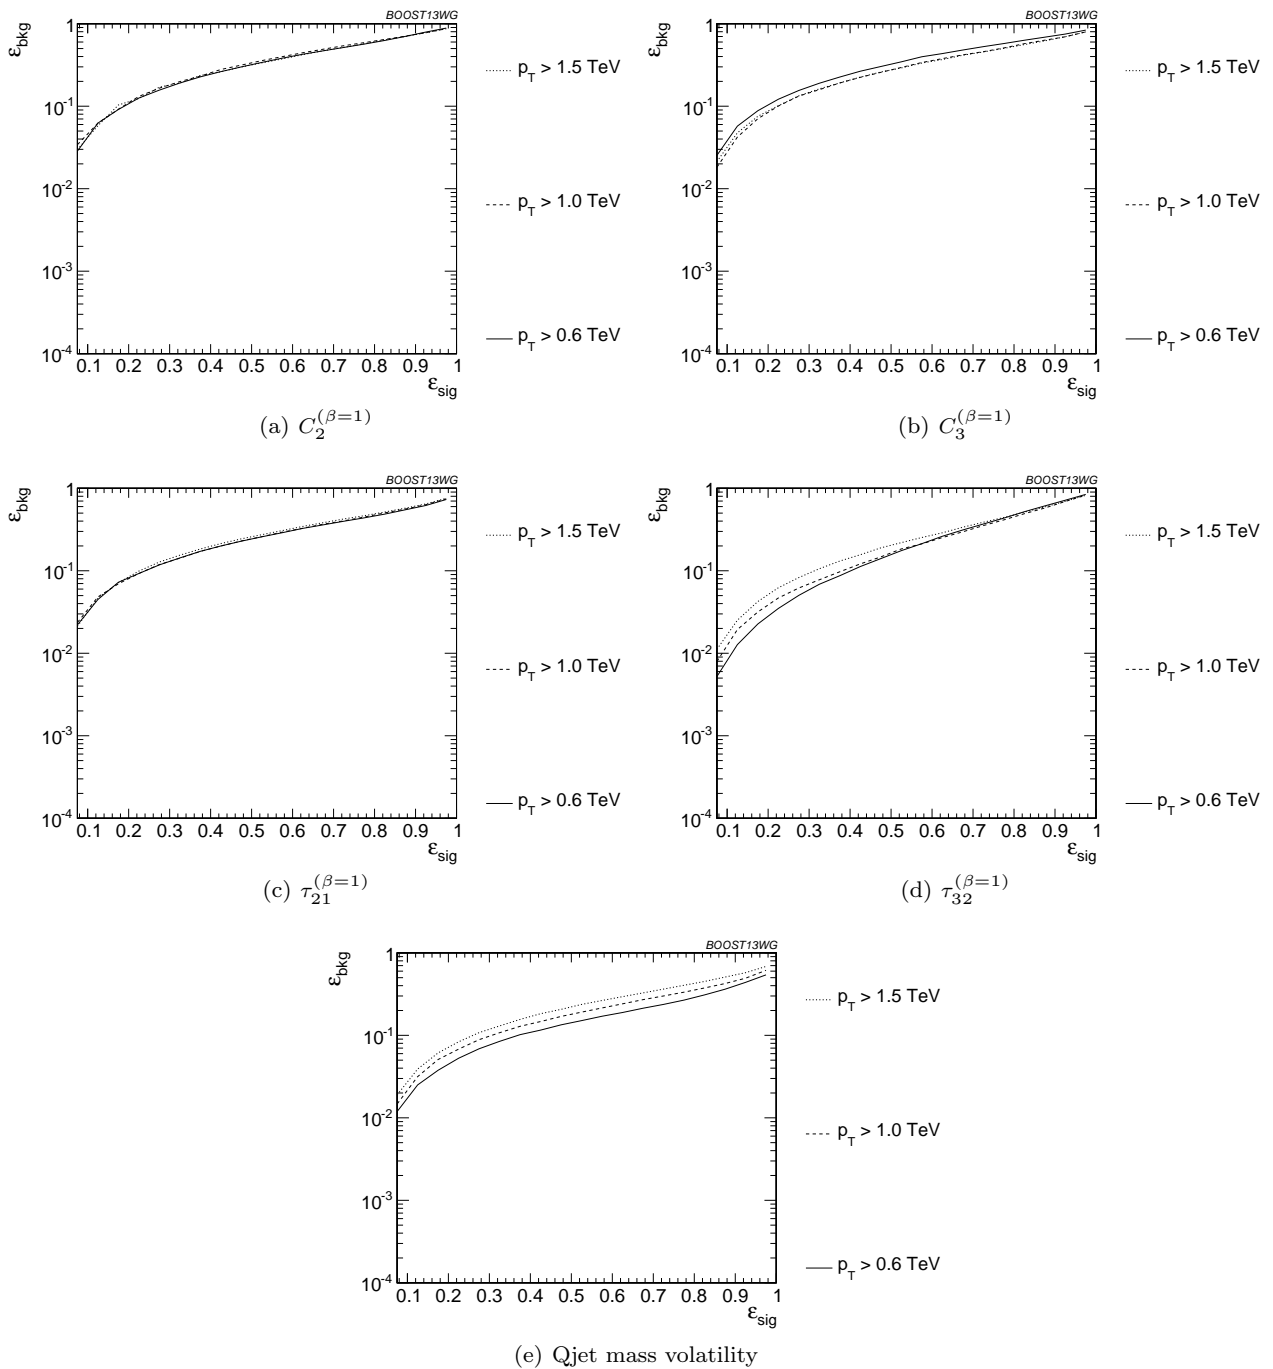 BOOST13WG
ε_bkg
1
10^-1
10^-2
10^-3
10^-4
0.1 0.2 0.3 0.4 0.5 0.6 0.7 0.8 0.9 1
ε_sig
p_T > 1.5 TeV
p_T > 1.0 TeV
p_T > 0.6 TeV
(a) C_2^(β=1)
BOOST13WG
ε_bkg
1
10^-1
10^-2
10^-3
10^-4
0.1 0.2 0.3 0.4 0.5 0.6 0.7 0.8 0.9 1
ε_sig
p_T > 1.5 TeV
p_T > 1.0 TeV
p_T > 0.6 TeV
(b) C_3^(β=1)
BOOST13WG
ε_bkg
1
10^-1
10^-2
10^-3
10^-4
0.1 0.2 0.3 0.4 0.5 0.6 0.7 0.8 0.9 1
ε_sig
p_T > 1.5 TeV
p_T > 1.0 TeV
p_T > 0.6 TeV
(c) τ_21^(β=1)
BOOST13WG
ε_bkg
1
10^-1
10^-2
10^-3
10^-4
0.1 0.2 0.3 0.4 0.5 0.6 0.7 0.8 0.9 1
ε_sig
p_T > 1.5 TeV
p_T > 1.0 TeV
p_T > 0.6 TeV
(d) τ_32^(β=1)
BOOST13WG
ε_bkg
1
10^-1
10^-2
10^-3
10^-4
0.1 0.2 0.3 0.4 0.5 0.6 0.7 0.8 0.9 1
ε_sig
p_T > 1.5 TeV
p_T > 1.0 TeV
p_T > 0.6 TeV
(e) Qjet mass volatility